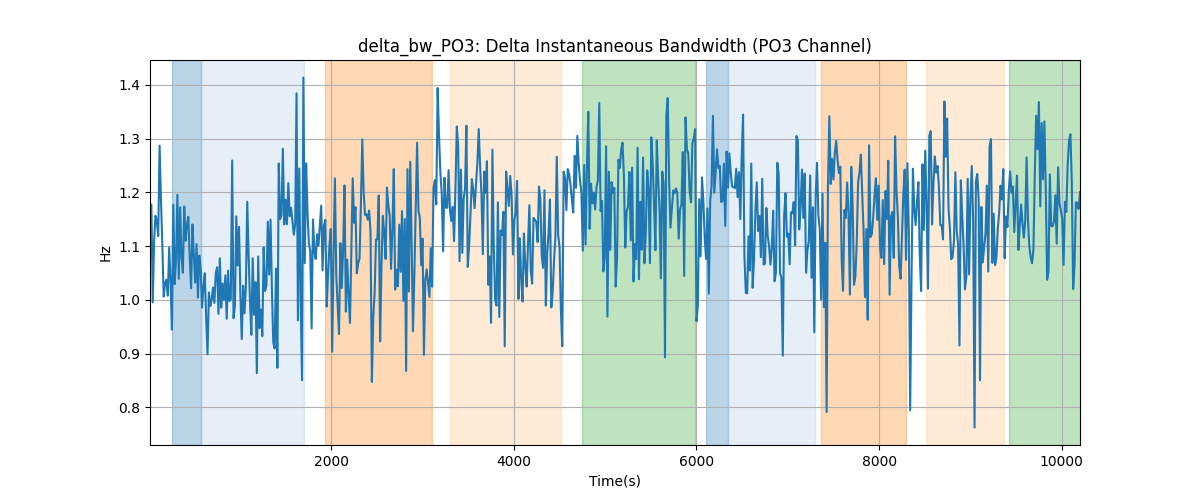 delta_bw_PO3: Delta Instantaneous Bandwidth (PO3 Channel)
1.4
1.3
1.2
1.1
1.0
0.9
0.8
Hz
2000 4000 6000 8000 10000
Time(s)